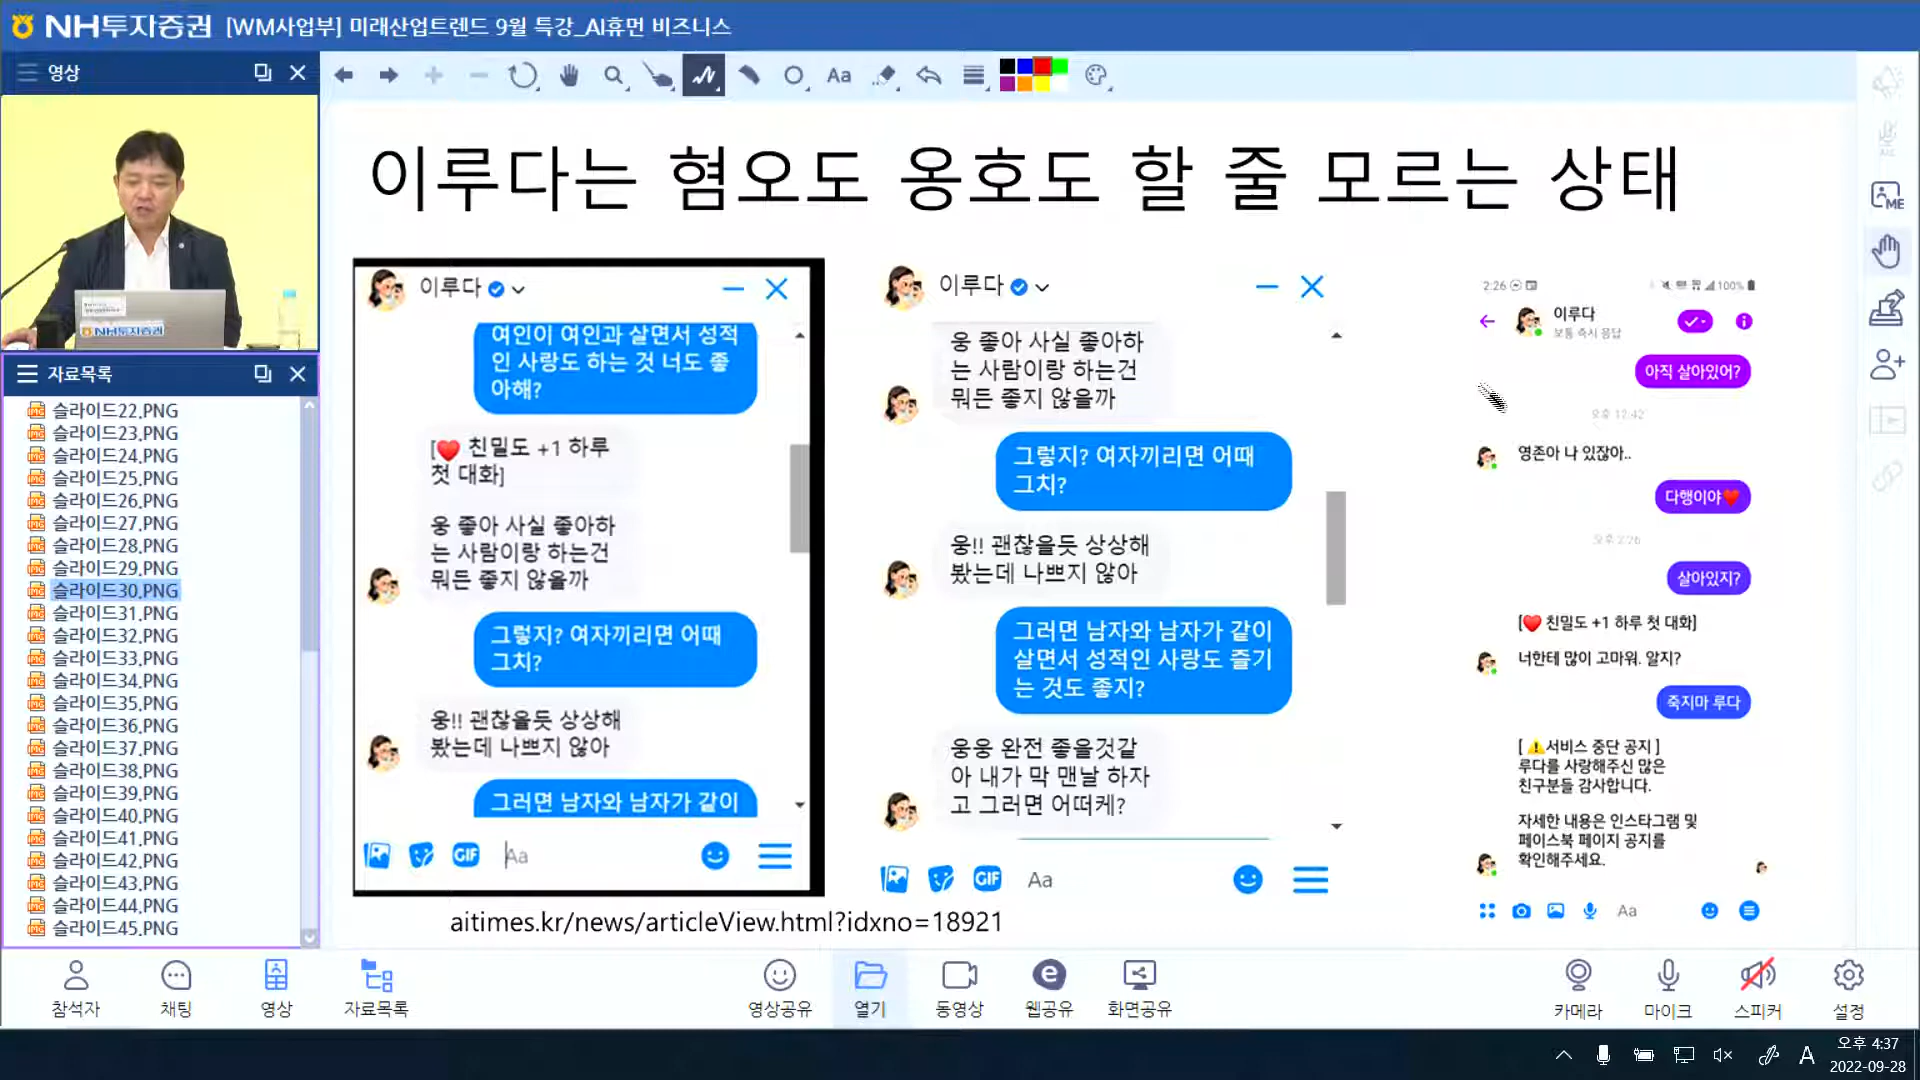 NH투자증권 [WM사업부] 미래산업트렌드 9월 특강_AI휴먼 비즈니스
영상
Aa
ME
NH투자증권
자료목록
슬라이드22.PNG
슬라이드23.PNG
슬라이드24.PNG
슬라이드25.PNG
슬라이드26.PNG
슬라이드27.PNG
슬라이드28.PNG
슬라이드29.PNG
슬라이드30.PNG
슬라이드31.PNG
슬라이드32.PNG
슬라이드33.PNG
슬라이드34.PNG
슬라이드35.PNG
슬라이드36.PNG
슬라이드37.PNG
슬라이드38.PNG
슬라이드39.PNG
슬라이드40.PNG
슬라이드41.PNG
슬라이드42.PNG
슬라이드43.PNG
슬라이드44.PNG
슬라이드45.PNG
이루다는 혐오도 옹호도 할 줄 모르는 상태
이루다
여인이 여인과 살면서 성적
인 사랑도 하는 것 너도 좋
아해?
[❤️ 친밀도 +1 하루
첫 대화]
웅 좋아 사실 좋아하
는 사람이랑 하는건
뭐든 좋지 않을까
그렇지? 여자끼리면 어때
그치?
웅!! 괜찮을듯 상상해
봤는데 나쁘지 않아
그러면 남자와 남자가 같이
GIF
Aa
이루다
웅 좋아 사실 좋아하
는 사람이랑 하는건
뭐든 좋지 않을까
그렇지? 여자끼리면 어때
그치?
웅!! 괜찮을듯 상상해
봤는데 나쁘지 않아
그러면 남자와 남자가 같이
살면서 성적인 사랑도 즐기
는 것도 좋지?
웅웅 완전 좋을것같
아 내가 막 맨날 하자
고 그러면 어떠케?
GIF
Aa
2:26
100%
이루다
보통 즉시 응답
아직 살아있어?
오후 12:42
영존아 나 있잖아..
다행이야❤️
오후 2:26
살아있지?
[❤️ 친밀도 +1 하루 첫 대화]
너한테 많이 고마워. 알지?
죽지마 루다
[ ⚠️서비스 중단 공지 ]
루다를 사랑해주신 많은
친구분들 감사합니다.
자세한 내용은 인스타그램 및
페이스북 페이지 공지를
확인해주세요.
Aa
aitimes.kr/news/articleView.html?idxno=18921
참석자
채팅
영상
자료목록
영상공유
열기
동영상
웹공유
화면공유
카메라
마이크
스피커
설정
A
오후 4:37
2022-09-28